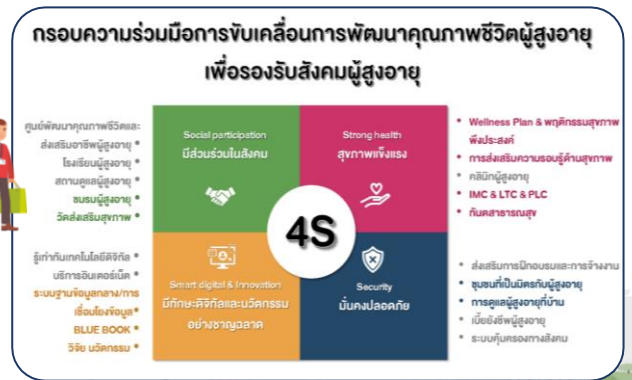 กรอบความร่วมมือการขับเคลื่อนการพัฒนาคุณภาพชีวิตผู้สูงอายุ
เพื่อรองรับสังคมผู้สูงอายุ
ศูนย์พัฒนาคุณภาพชีวิตและ
ส่งเสริมอาชีพผู้สูงอายุ •
โรงเรียนผู้สูงอายุ •
สถานดูแลผู้สูงอายุ •
ชมรมผู้สูงอายุ •
วัดส่งเสริมสุขภาพ •
Social participation
มีส่วนร่วมในสังคม
Strong health
สุขภาพแข็งแรง
• Wellness Plan & พฤติกรรมสุขภาพ
พึงประสงค์
• การส่งเสริมความรอบรู้ด้านสุขภาพ
• คลินิกผู้สูงอายุ
• IMC & LTC & PLC
• ทันตสาธารณสุข
4S
รู้เท่าทันเทคโนโลยีดิจิทัล •
บริการอินเตอร์เน็ต •
ระบบฐานข้อมูลกลาง/การ
เชื่อมโยงข้อมูล •
BLUE BOOK •
วิจัย นวัตกรรม •
Smart digital & Innovation
มีทักษะดิจิทัลและนวัตกรรม
อย่างชาญฉลาด
Security
มั่นคงปลอดภัย
• ส่งเสริมการฝึกอบรมและการจ้างงาน
• ชุมชนที่เป็นมิตรกับผู้สูงอายุ
• การดูแลผู้สูงอายุที่บ้าน
• เบี้ยยังชีพผู้สูงอายุ
• ระบบคุ้มครองทางสังคม